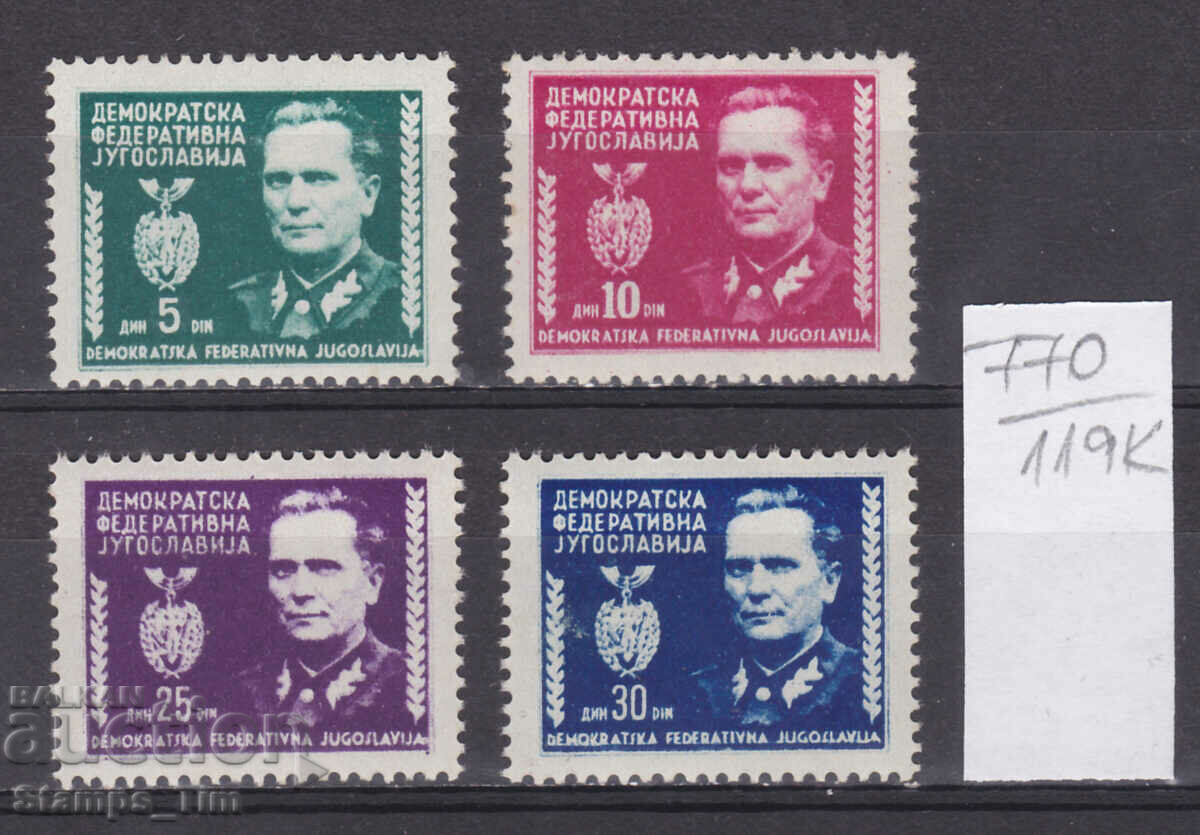 ДЕМОКРАТСКА
ФЕДЕРАТИВНА
ЈУГОСЛАВИЈА
ДИН 5 DIN
DEMOKRATSKA FEDERATIVNA JUGOSLAVIJA
ДЕМОКРАТСКА
ФЕДЕРАТИВНА
ЈУГОСЛАВИЈА
ДИН 10 DIN
DEMOKRATSKA FEDERATIVNA JUGOSLAVIJA
ДЕМОКРАТСКА
ФЕДЕРАТИВНА
ЈУГОСЛАВИЈА
ДИН 25 DIN
DEMOKRATSKA FEDERATIVNA JUGOSLAVIJA
ДЕМОКРАТСКА
ФЕДЕРАТИВНА
ЈУГОСЛАВИЈА
ДИН 30 DIN
DEMOKRATSKA FEDERATIVNA JUGOSLAVIJA
770
119K
BALKAN
auction
Stamps_Tim